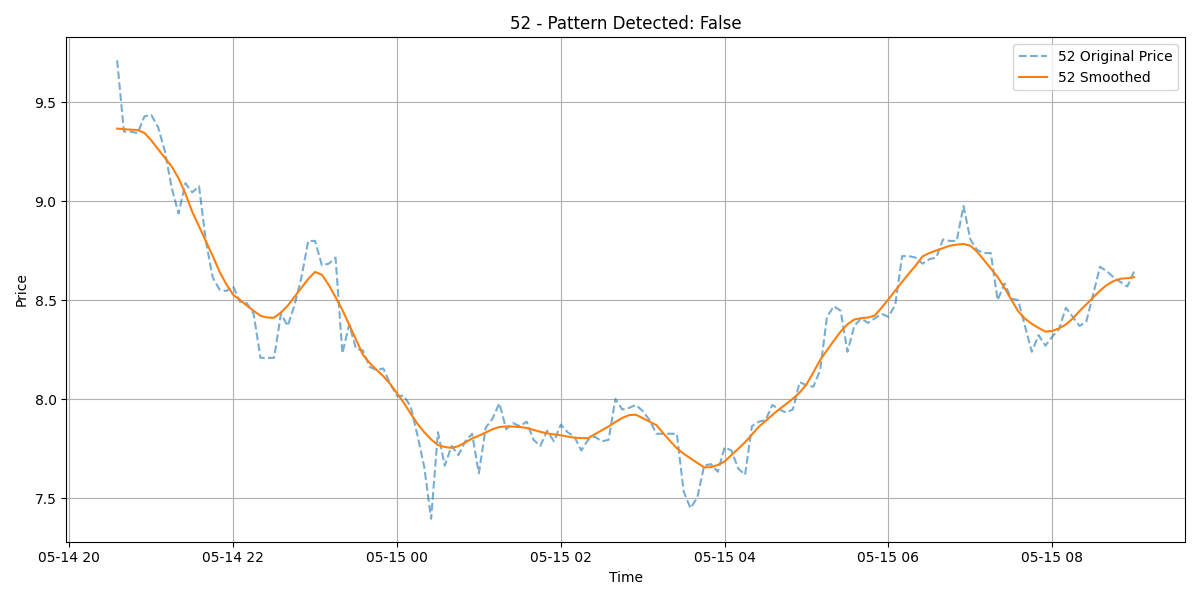 52 - Pattern Detected: False
52 Original Price
52 Smoothed
Price
9.5
9.0
8.5
8.0
7.5
05-14 20 05-14 22 05-15 00 05-15 02 05-15 04 05-15 06 05-15 08
Time